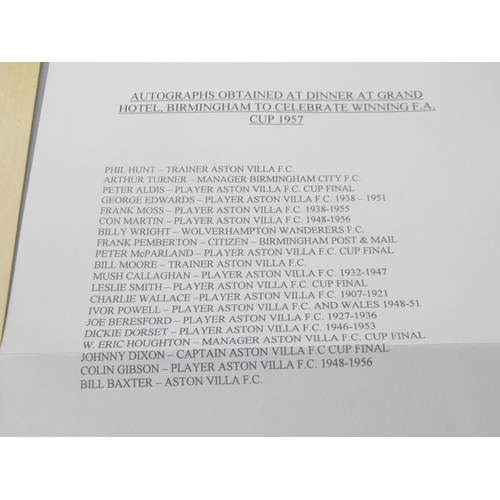 AUTOGRAPHS OBTAINED AT DINNER AT GRAND
HOTEL, BIRMINGHAM TO CELEBRATE WINNING F.A.
CUP 1957
PHIL HUNT – TRAINER ASTON VILLA F.C.
ARTHUR TURNER – MANAGER BIRMINGHAM CITY F.C.
PETER ALDIS – PLAYER ASTON VILLA F.C. CUP FINAL
GEORGE EDWARDS – PLAYER ASTON VILLA F.C. 1938 – 1951
FRANK MOSS – PLAYER ASTON VILLA F.C. 1938-1955
CON MARTIN – PLAYER ASTON VILLA F.C. 1948-1956
BILLY WRIGHT – WOLVERHAMPTON WANDERERS F.C.
FRANK PEMBERTON – CITIZEN – BIRMINGHAM POST & MAIL
PETER McPARLAND – PLAYER ASTON VILLA F.C. CUP FINAL
BILL MOORE – TRAINER ASTON VILLA F.C.
MUSH CALLAGHAN – PLAYER ASTON VILLA F.C. 1932-1947
LESLIE SMITH – PLAYER ASTON VILLA F.C. CUP FINAL
CHARLIE WALLACE –PLAYER ASTON VILLA F.C. 1907-1921
IVOR POWELL – PLAYER ASTON VILLA F.C. AND WALES 1948-51
JOE BERESFORD – PLAYER ASTON VILLA F.C. 1927-1936
DICKIE DORSET – PLAYER ASTON VILLA F.C. 1946-1953
W. ERIC HOUGHTON – MANAGER ASTON VILLA F.C. CUP FINAL
JOHNNY DIXON – CAPTAIN ASTON VILLA F.C CUP FINAL
COLIN GIBSON – PLAYER ASTON VILLA F.C. 1948-1956
BILL BAXTER – ASTON VILLA F.C.